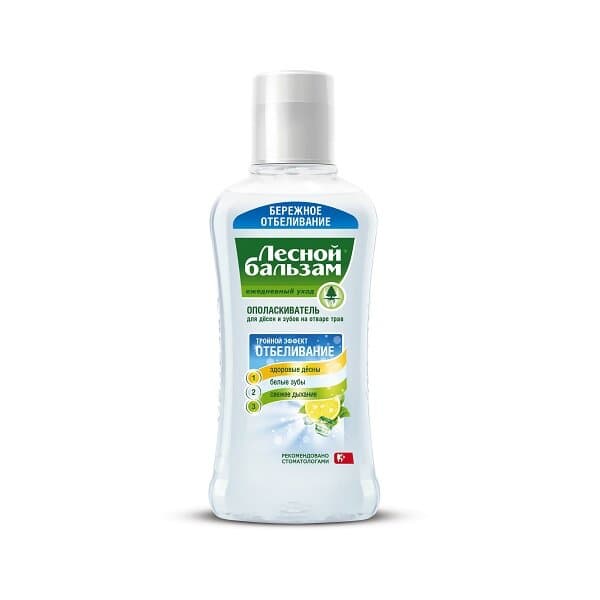 БЕРЕЖНОЕ
ОТБЕЛИВАНИЕ
Лесной®
бальзам
ежедневный уход
ОПОЛАСКИВАТЕЛЬ
для дёсен и зубов на отваре трав
ТРОЙНОЙ ЭФФЕКТ
ОТБЕЛИВАНИЕ
1 здоровые дёсны
2 белые зубы
3 свежее дыхание
РЕКОМЕНДОВАНО
СТОМАТОЛОГАМИ